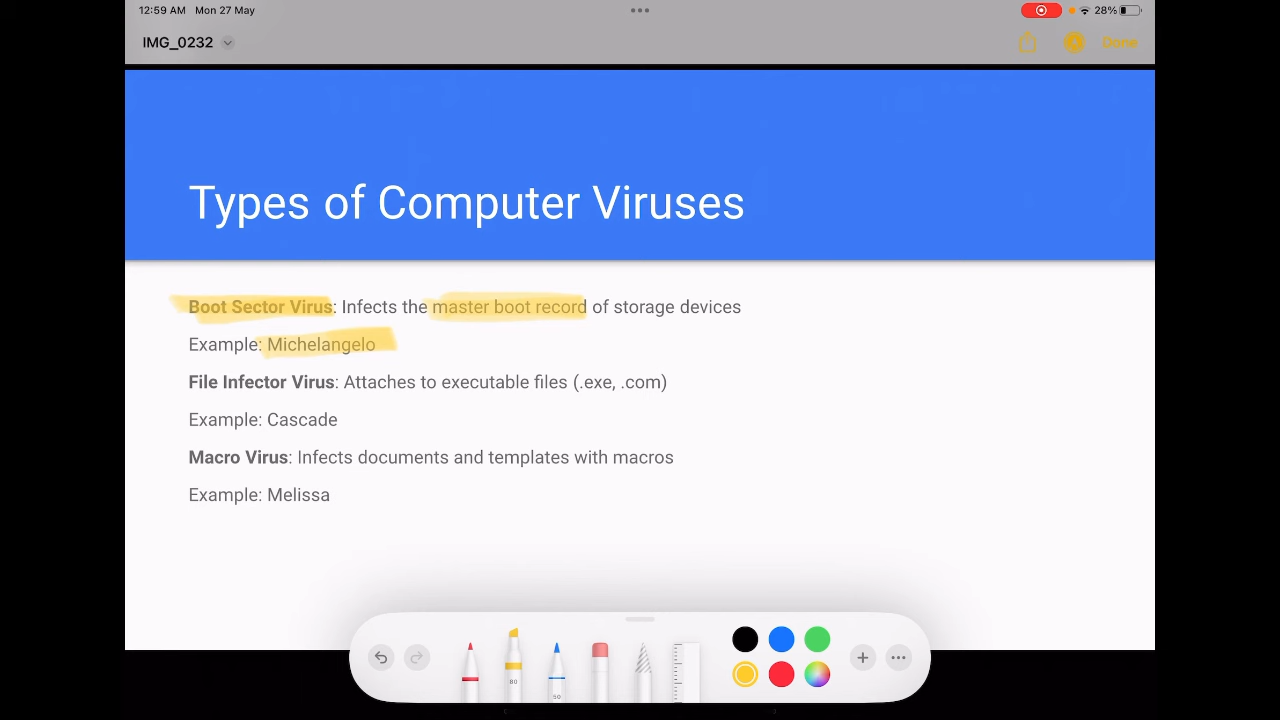 12:59 AM Mon 27 May
28%
IMG_0232
Done
Types of Computer Viruses
Boot Sector Virus: Infects the master boot record of storage devices
Example: Michelangelo
File Infector Virus: Attaches to executable files (.exe, .com)
Example: Cascade
Macro Virus: Infects documents and templates with macros
Example: Melissa
80
50